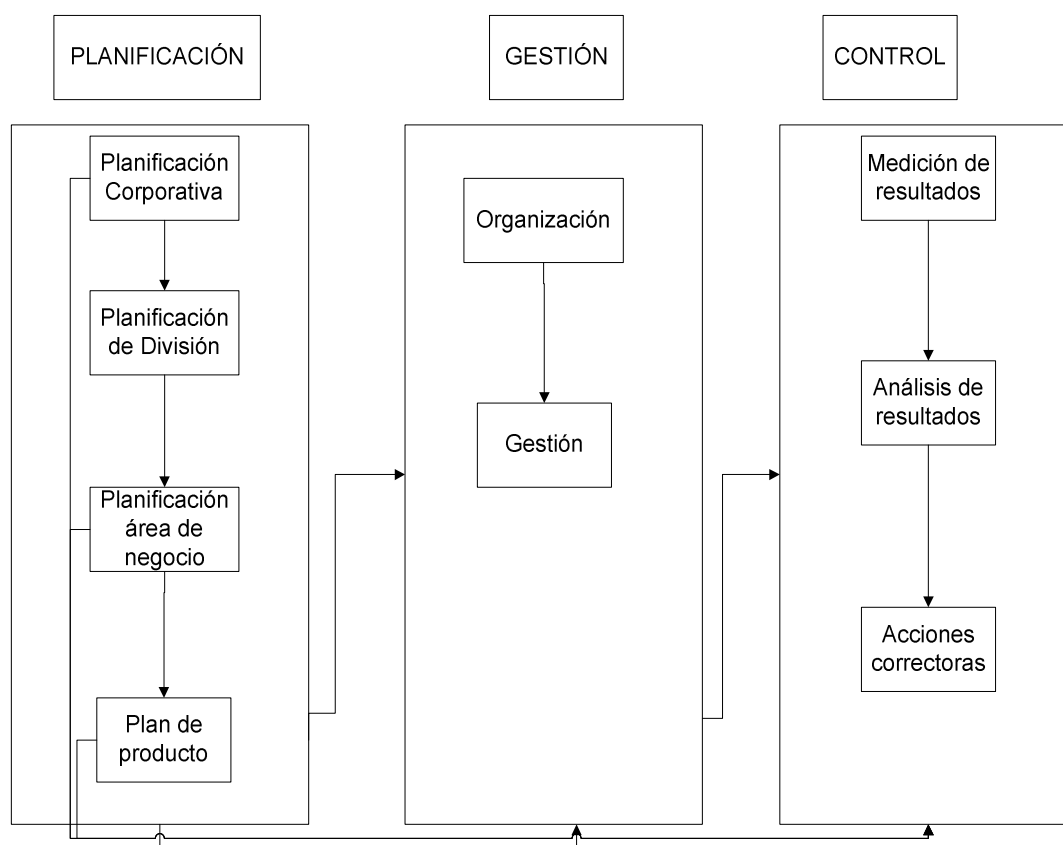 PLANIFICACIÓN
GESTIÓN
CONTROL
Planificación
Corporativa
Planificación
de División
Planificación
área de
negocio
Plan de
producto
Organización
Gestión
Medición de
resultados
Análisis de
resultados
Acciones
correctoras